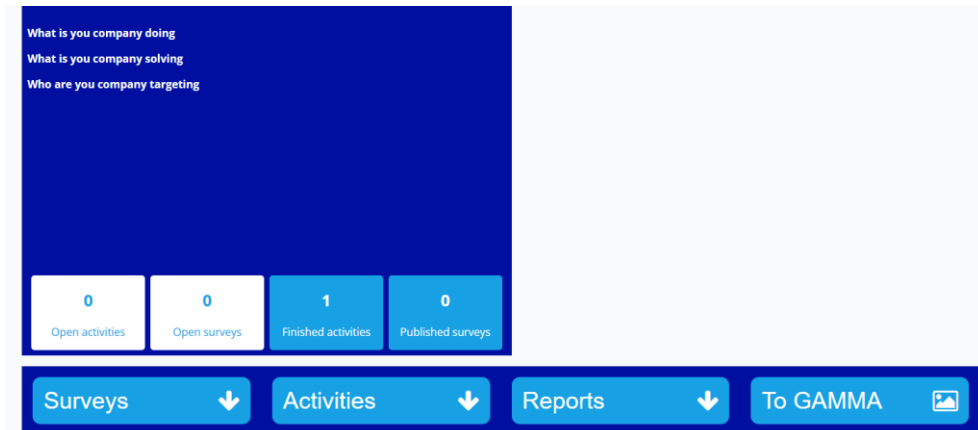 What is you company doing
What is you company solving
Who are you company targeting
0 0 1 0
Open activities Open surveys Finished activities Published surveys
Surveys Activities Reports To GAMMA